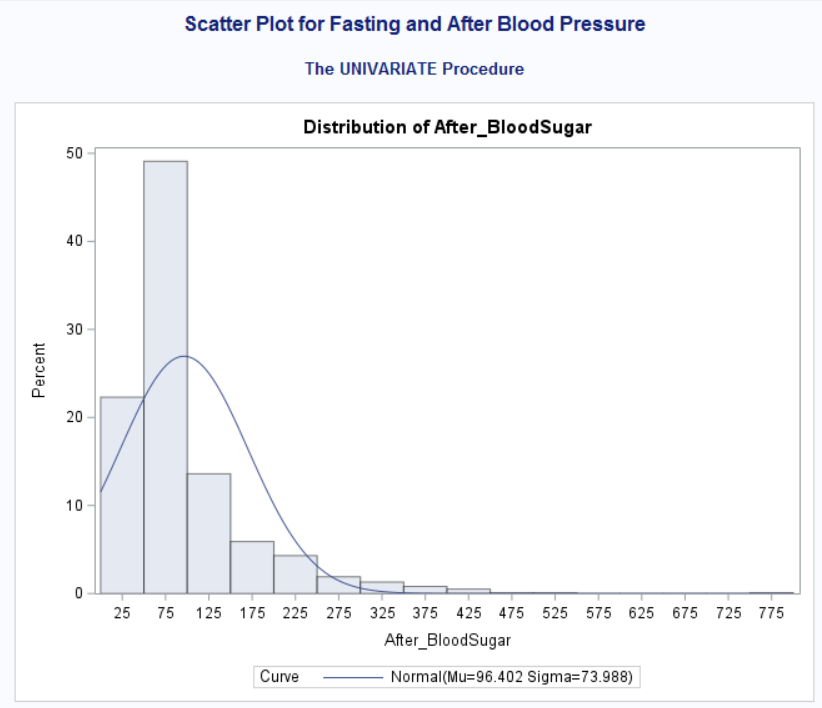 Scatter Plot for Fasting and After Blood Pressure
The UNIVARIATE Procedure
Distribution of After_BloodSugar
50
40
30
20
10
0
Percent
25 75 125 175 225 275 325 375 425 475 525 575 625 675 725 775
After_BloodSugar
Curve Normal(Mu=96.402 Sigma=73.988)